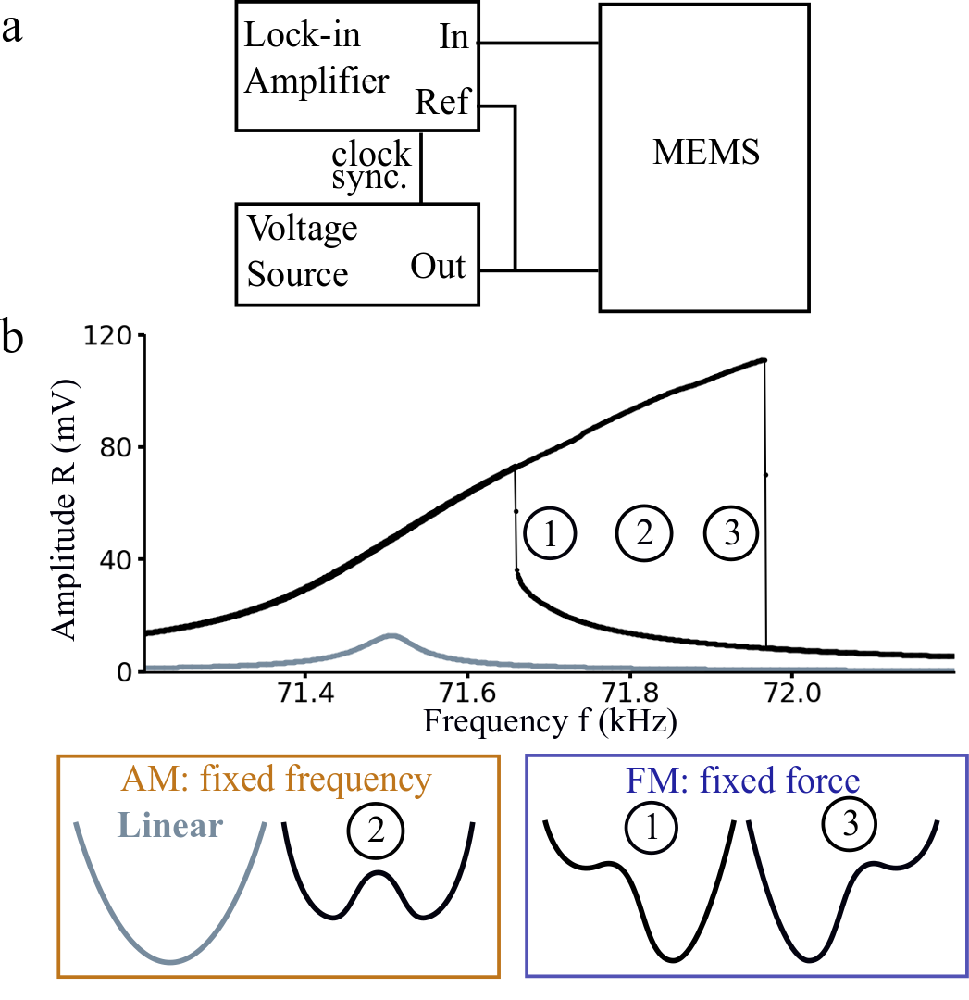 a
Lock-in
Amplifier
In
Ref
clock
sync.
Voltage
Source
Out
MEMS
b
Amplitude R (mV)
120
80
40
0
1
2
3
71.4
71.6
71.8
72.0
Frequency f (kHz)
AM: fixed frequency
Linear
2
FM: fixed force
1
3